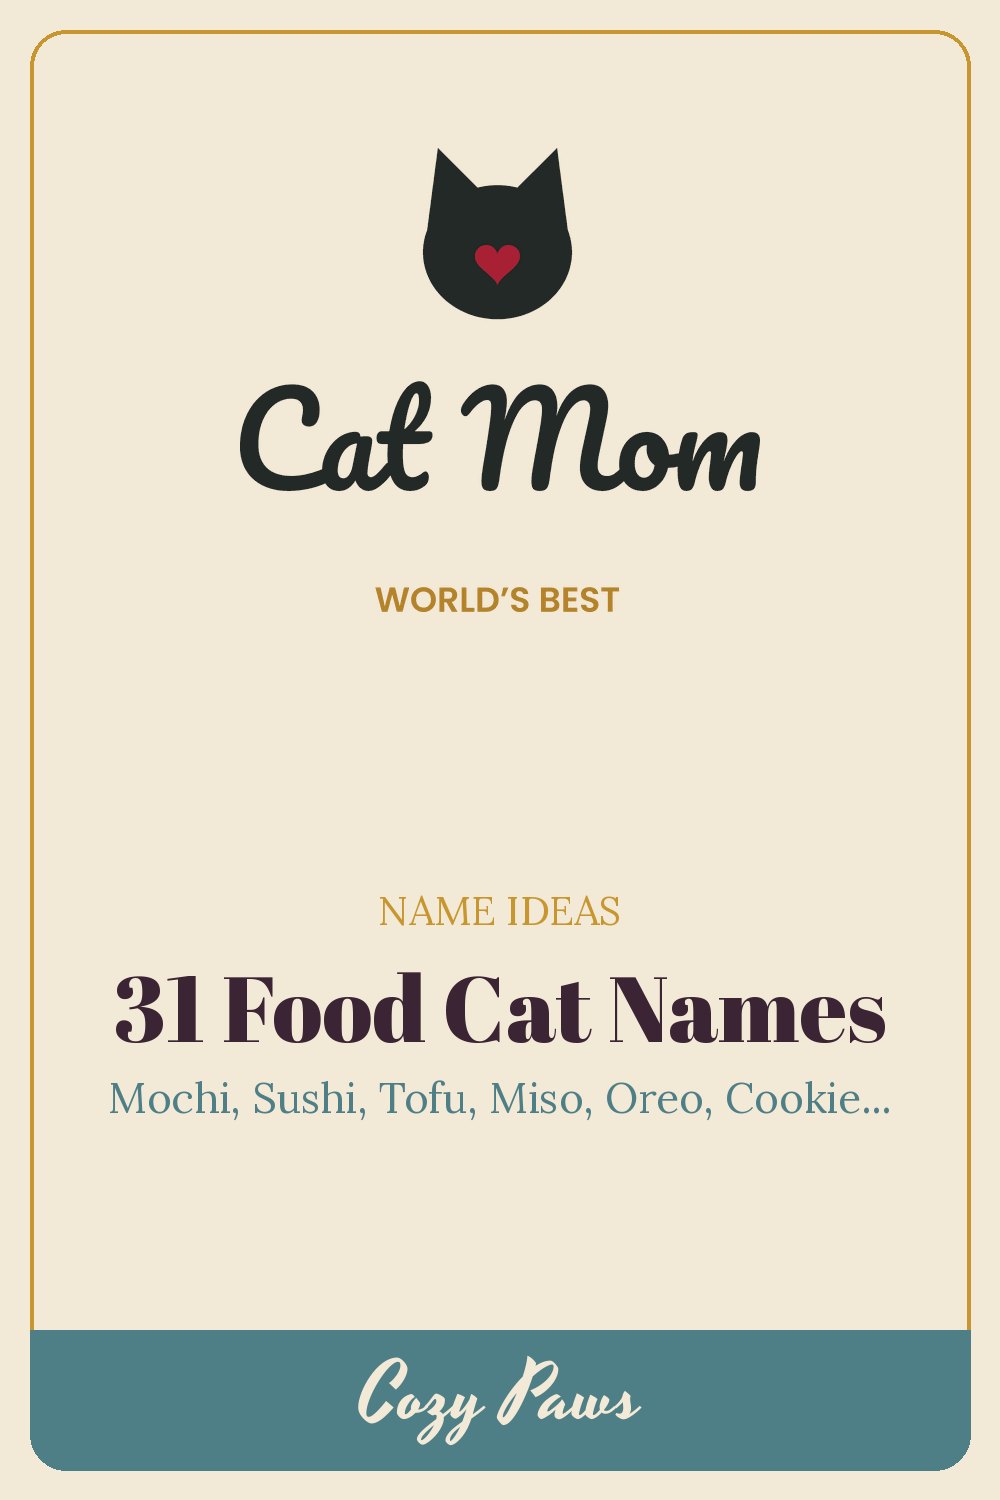 Cat Mom
WORLD’S BEST
NAME IDEAS
31 Food Cat Names
Mochi, Sushi, Tofu, Miso, Oreo, Cookie...
Cozy Paws